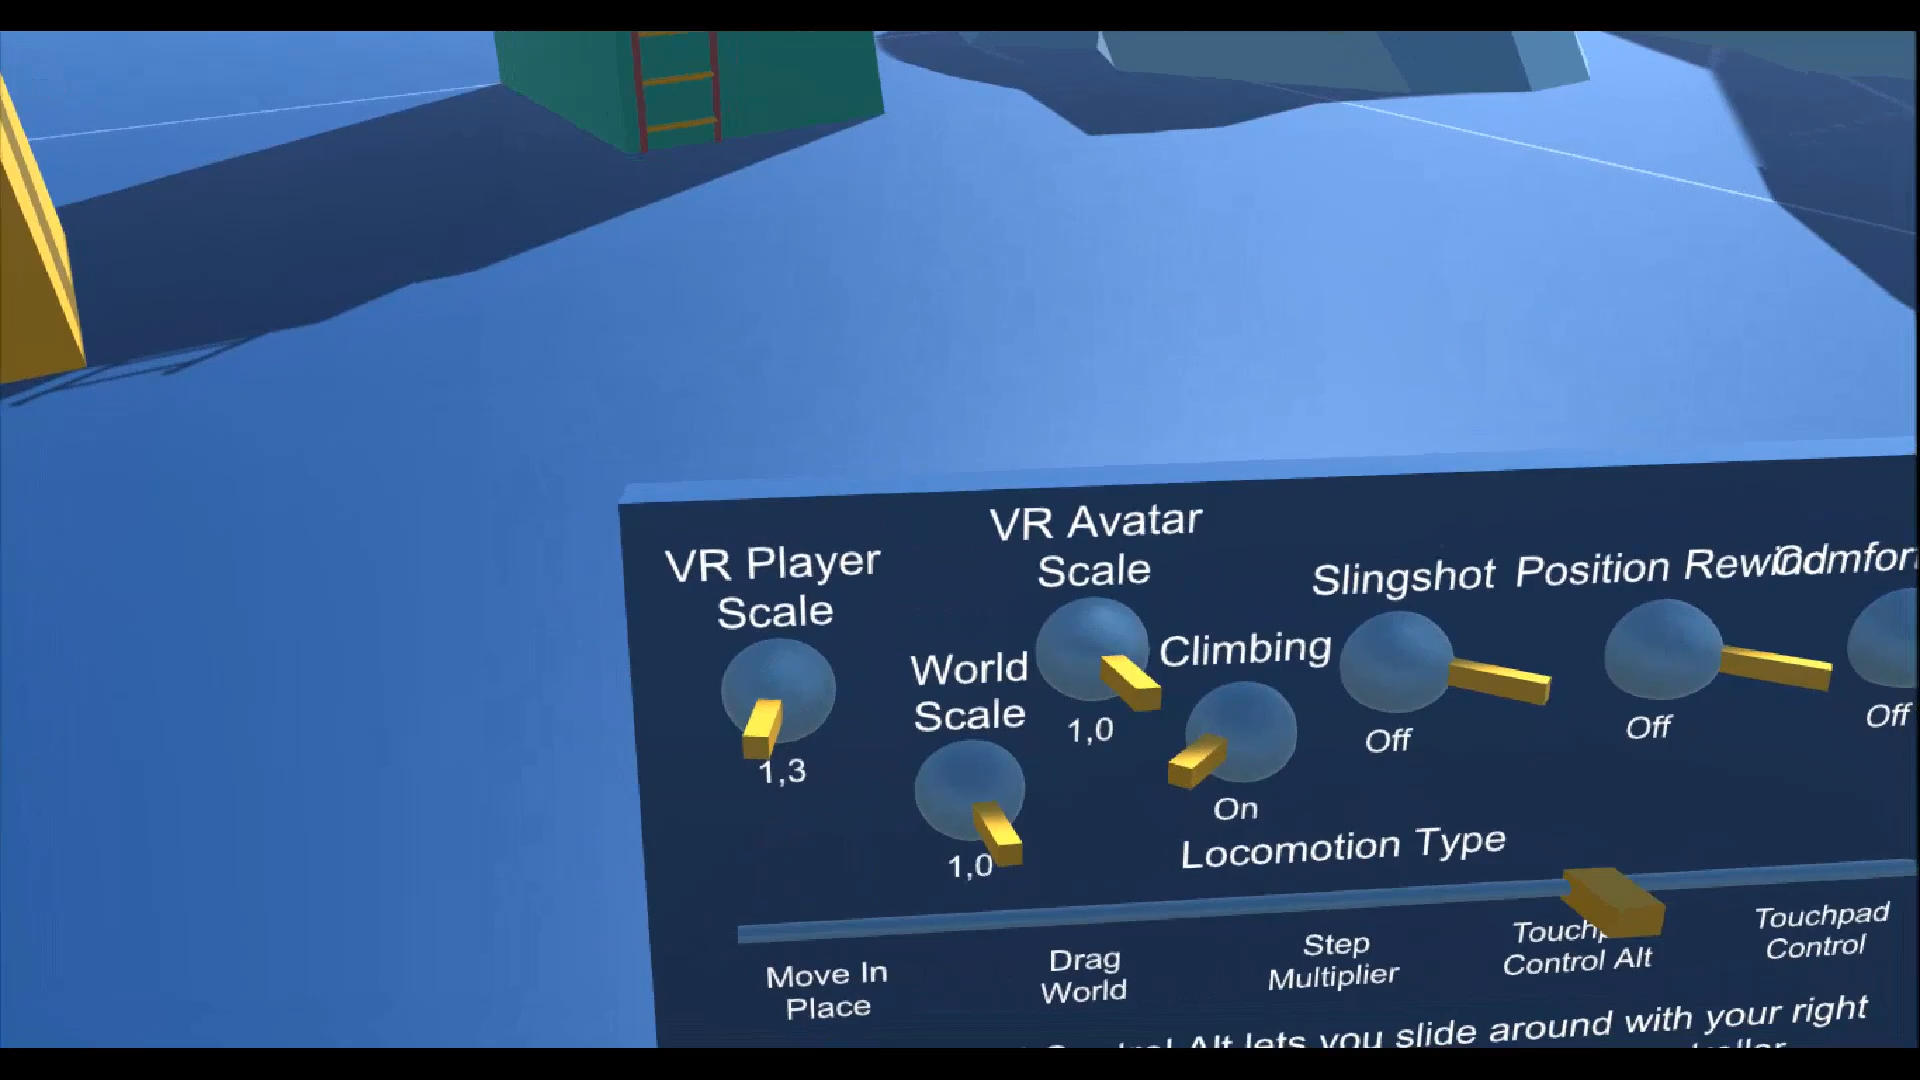 VR Player
Scale
1,3
World
Scale
1,0
VR Avatar
Scale
1,0
Climbing
On
Slingshot
Off
Position Rewind
Off
Off
Locomotion Type
Move In
Place
Drag
World
Step
Multiplier
Control Alt
Touchpad
Control
Alt lets you slide around with your right